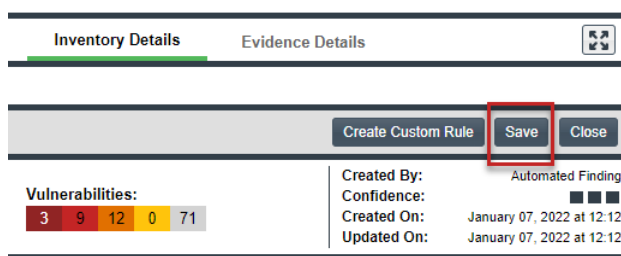 Inventory Details Evidence Details
Create Custom Rule Save Close
Vulnerabilities:
3 9 12 0 71
Created By: Automated Finding
Confidence:
Created On: January 07, 2022 at 12:12
Updated On: January 07, 2022 at 12:12